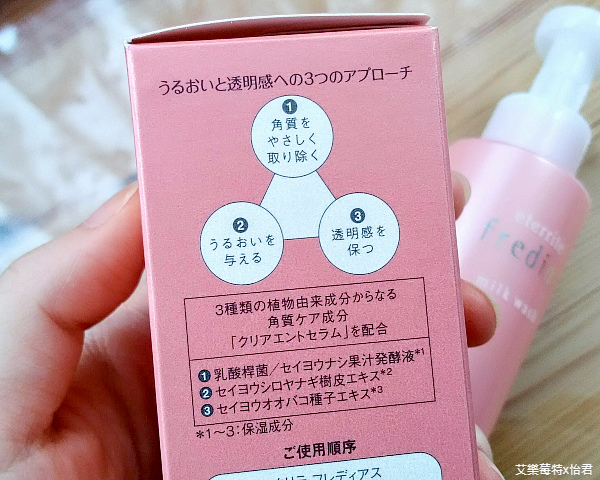 うるおいと透明感への3つのアプローチ
1
角質を
やさしく
取り除く
2
うるおいを
与える
3
透明感を
保つ
3種類の植物由来成分からなる
角質ケア成分
「クリアエントセラム」を配合
1 乳酸桿菌/セイヨウナシ果汁発酵液*1
2 セイヨウシロヤナギ樹皮エキス*2
3 セイヨウオオバコ種子エキス*3
*1〜3:保湿成分
ご使用順序
フレディアス
milk wash
艾樂莓特x怡君